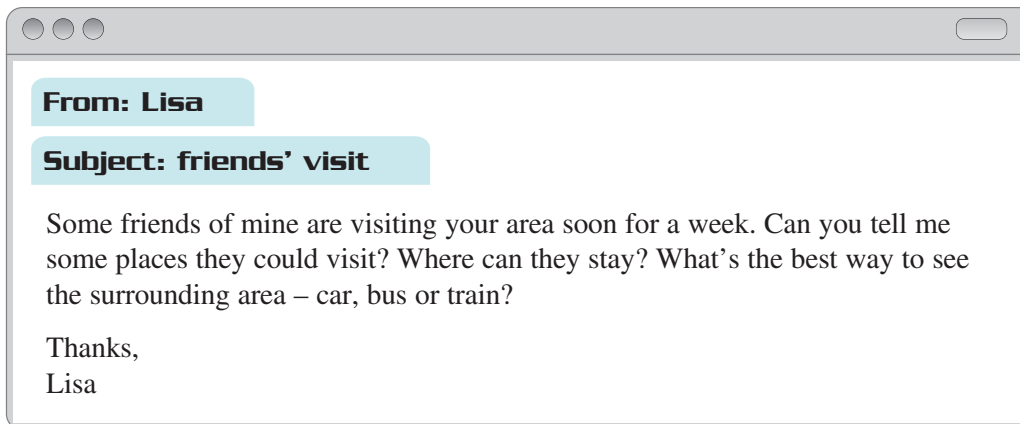 From: Lisa
Subject: friends’ visit
Some friends of mine are visiting your area soon for a week. Can you tell me
some places they could visit? Where can they stay? What’s the best way to see
the surrounding area – car, bus or train?
Thanks,
Lisa